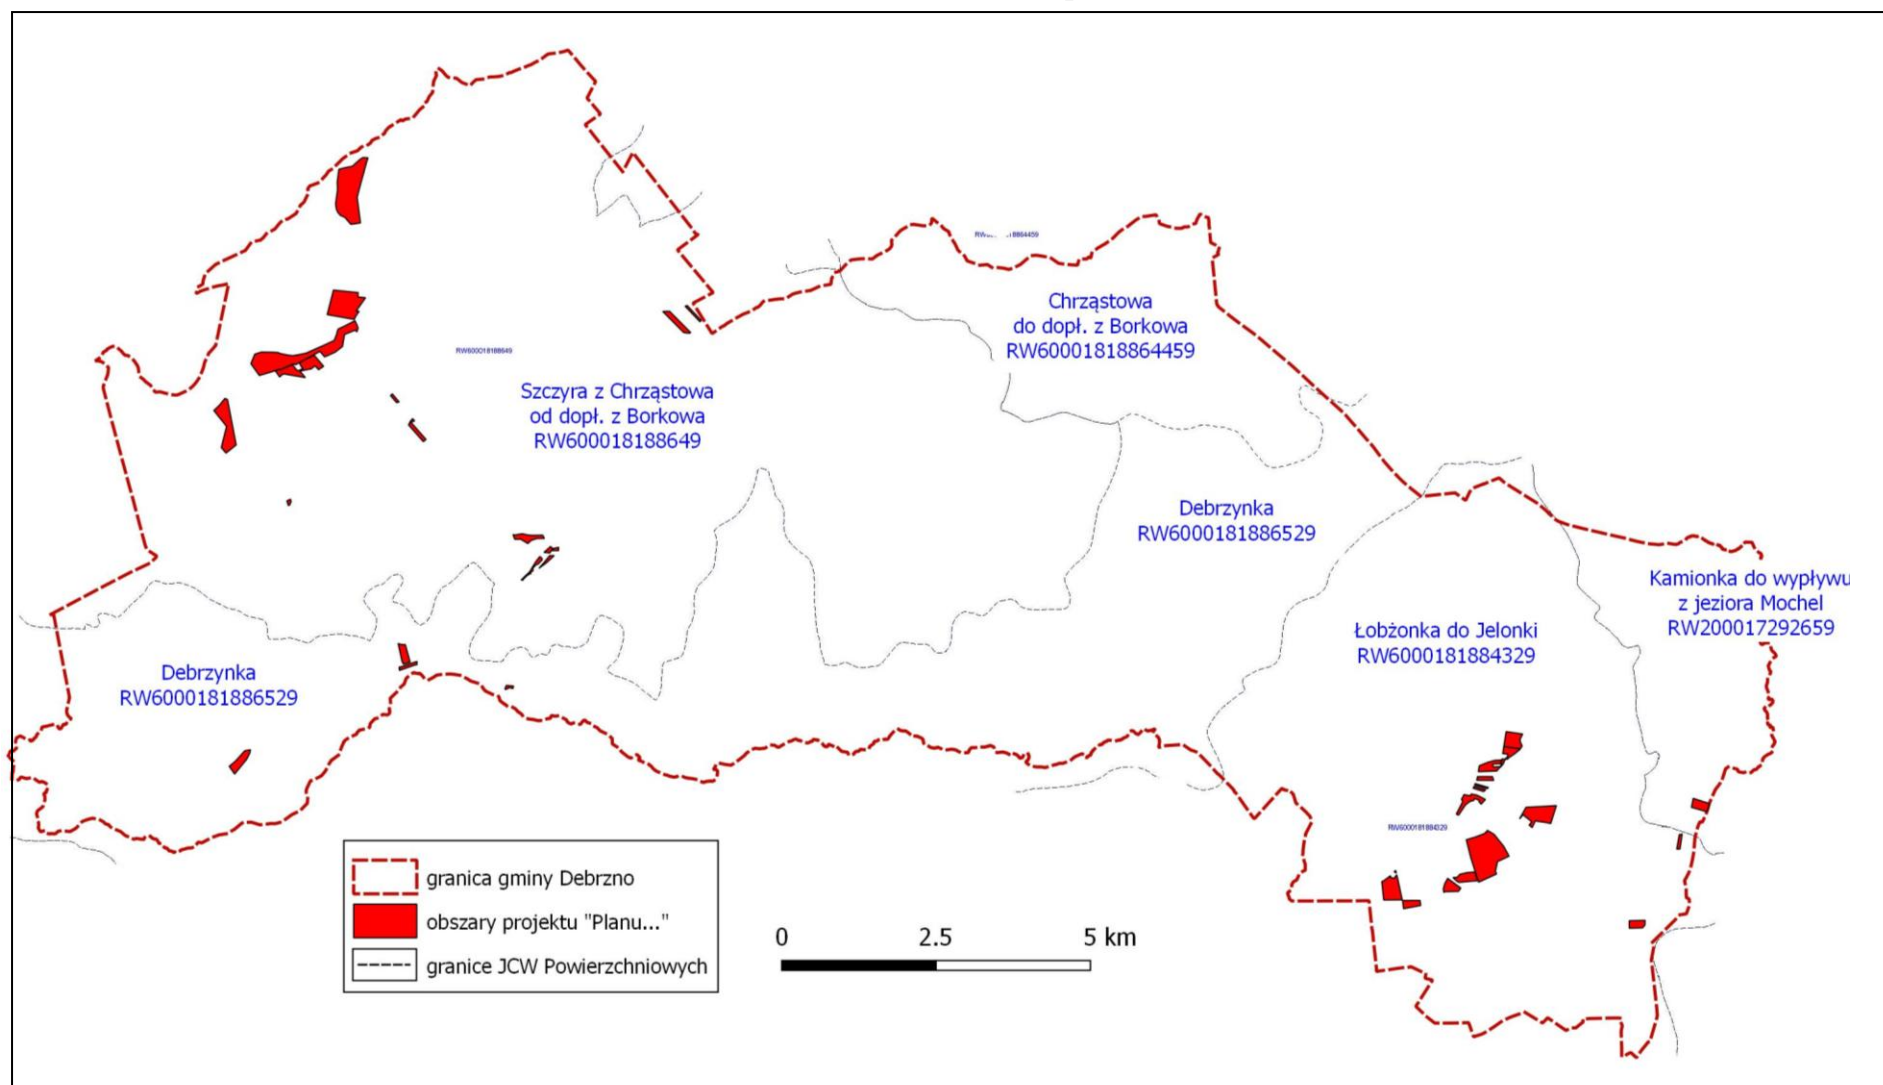 Chrząstowa
do dopł. z Borkowa
RW60001818864459
RW600018188649
Szczyra z Chrząstowa
od dopł. z Borkowa
RW600018188649
Debrzynka
RW6000181886529
Kamionka do wypływu
z jeziora Mochel
RW200017292659
Łobżonka do Jelonki
RW6000181884329
Debrzynka
RW6000181886529
RW6000181884329
granica gminy Debrzno
obszary projektu "Planu..."
granice JCW Powierzchniowych
0 2.5 5 km